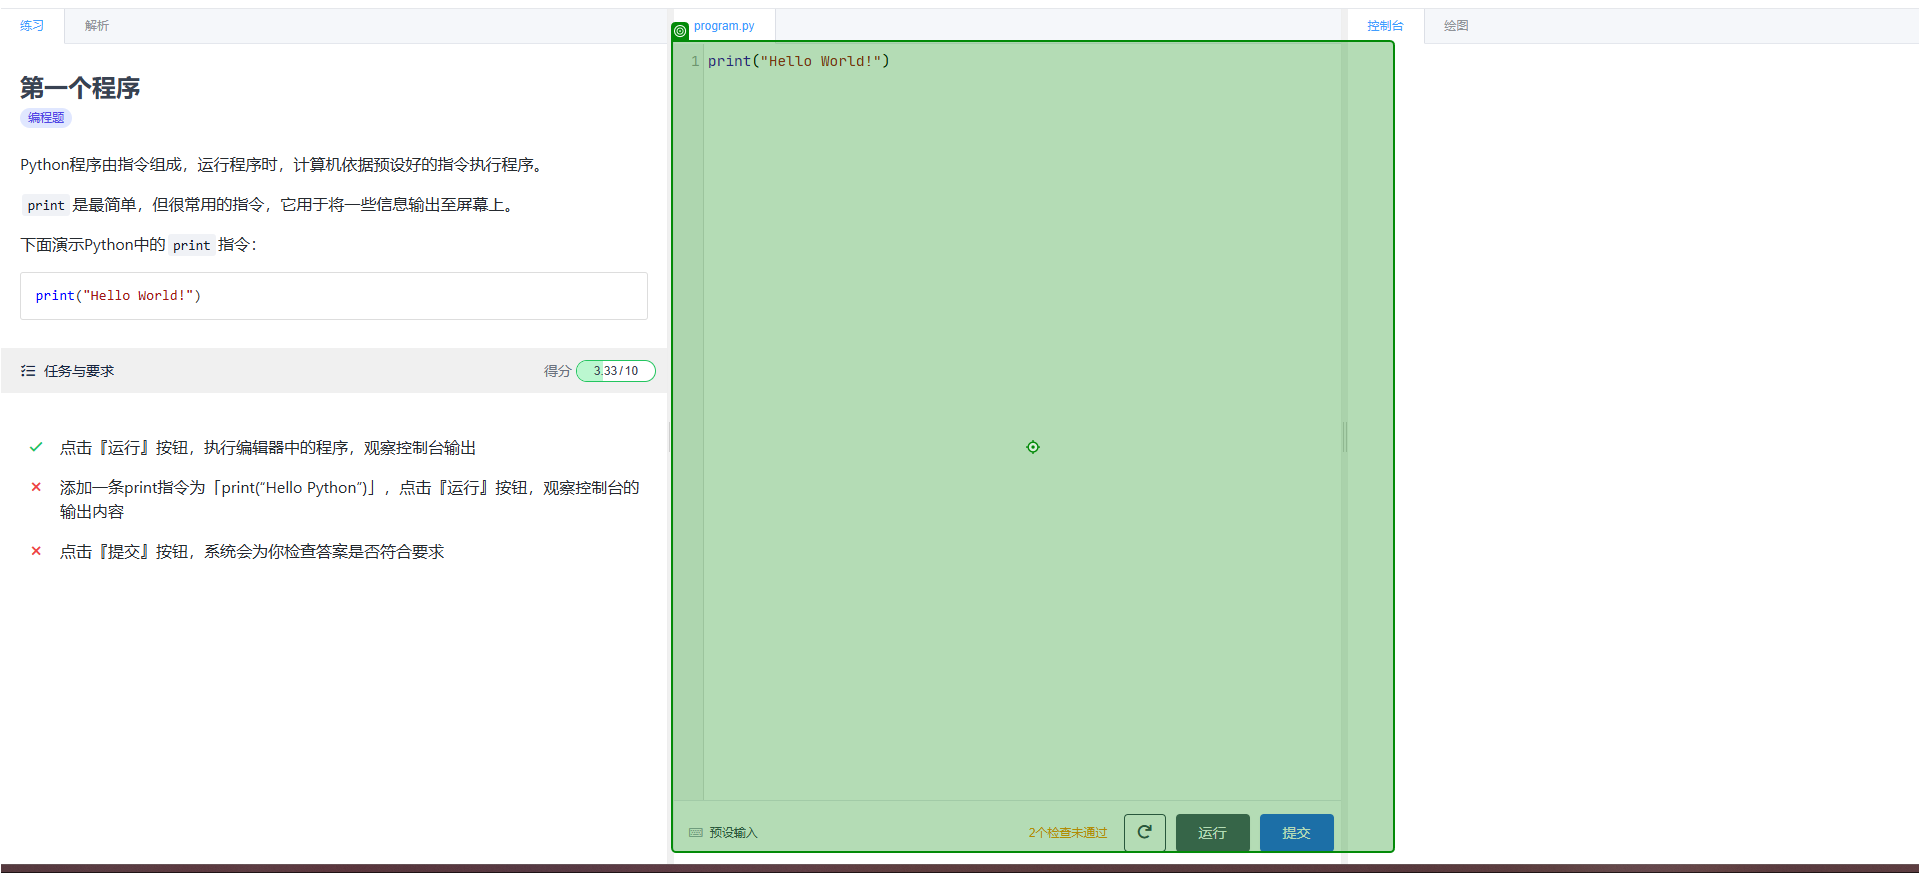 练习
解析
第一个程序
编程题
Python程序由指令组成，运行程序时，计算机依据预设好的指令执行程序。
print 是最简单，但很常用的指令，它用于将一些信息输出至屏幕上。
下面演示Python中的 print 指令：
print("Hello World!")
任务与要求
得分 3.33/10
点击『运行』按钮，执行编辑器中的程序，观察控制台输出
添加一条print指令为「print(“Hello Python”)」，点击『运行』按钮，观察控制台的
输出内容
点击『提交』按钮，系统会为你检查答案是否符合要求
program.py
1 print("Hello World!")
预设输入
2个检查未通过
运行
提交
控制台
绘图